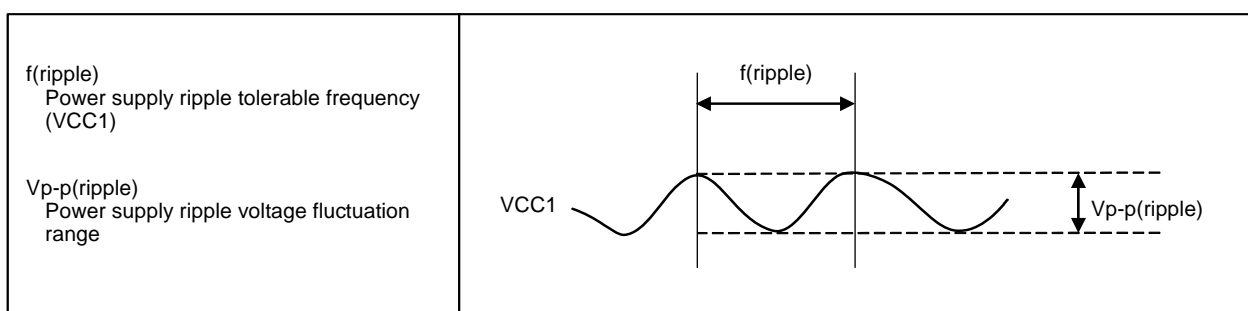 f(ripple)
Power supply ripple tolerable frequency
(VCC1)
Vp-p(ripple)
Power supply ripple voltage fluctuation
range
f(ripple)
VCC1
Vp-p(ripple)